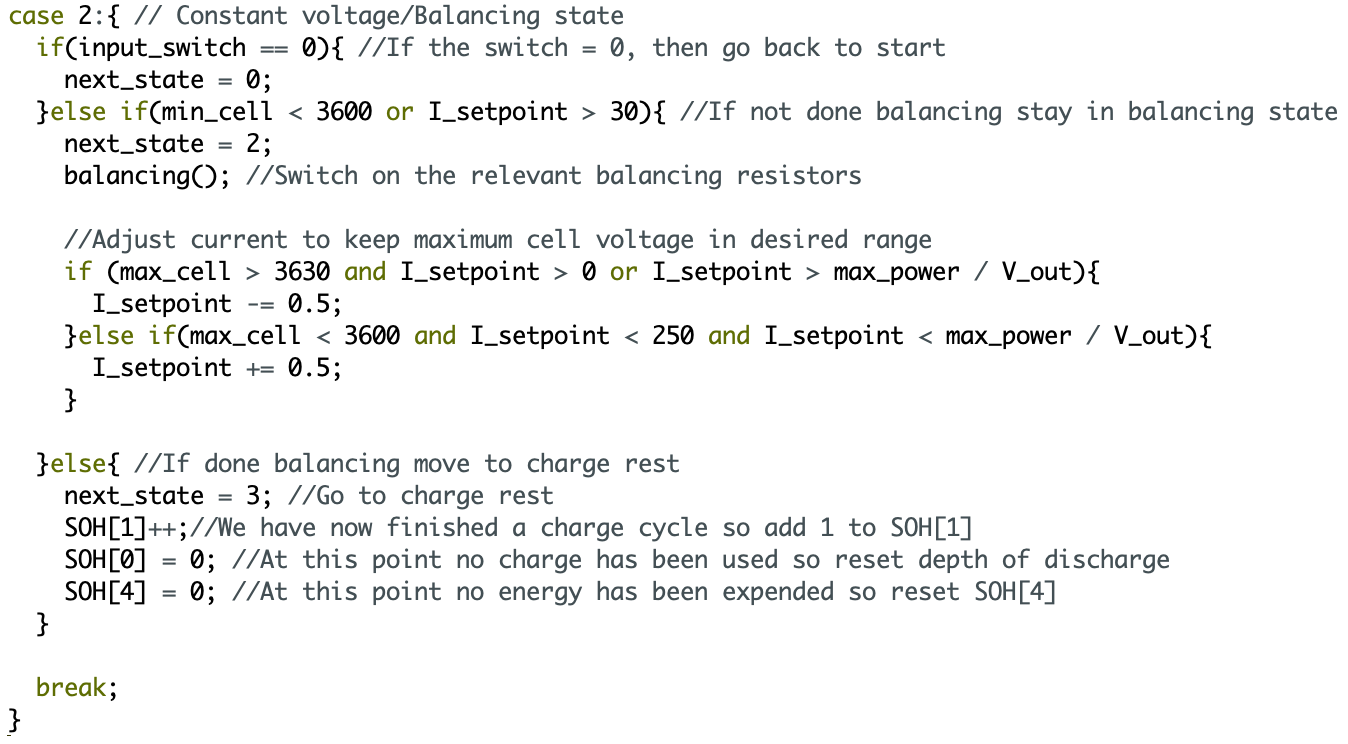 case 2:{ // Constant voltage/Balancing state
  if(input_switch == 0){ //If the switch = 0, then go back to start
    next_state = 0;
  }else if(min_cell < 3600 or I_setpoint > 30){ //If not done balancing stay in balancing state
    next_state = 2;
    balancing(); //Switch on the relevant balancing resistors

    //Adjust current to keep maximum cell voltage in desired range
    if (max_cell > 3630 and I_setpoint > 0 or I_setpoint > max_power / V_out){
      I_setpoint -= 0.5;
    }else if(max_cell < 3600 and I_setpoint < 250 and I_setpoint < max_power / V_out){
      I_setpoint += 0.5;
    }

  }else{ //If done balancing move to charge rest
    next_state = 3; //Go to charge rest
    SOH[1]++;//We have now finished a charge cycle so add 1 to SOH[1]
    SOH[0] = 0; //At this point no charge has been used so reset depth of discharge
    SOH[4] = 0; //At this point no energy has been expended so reset SOH[4]
  }

  break;
}